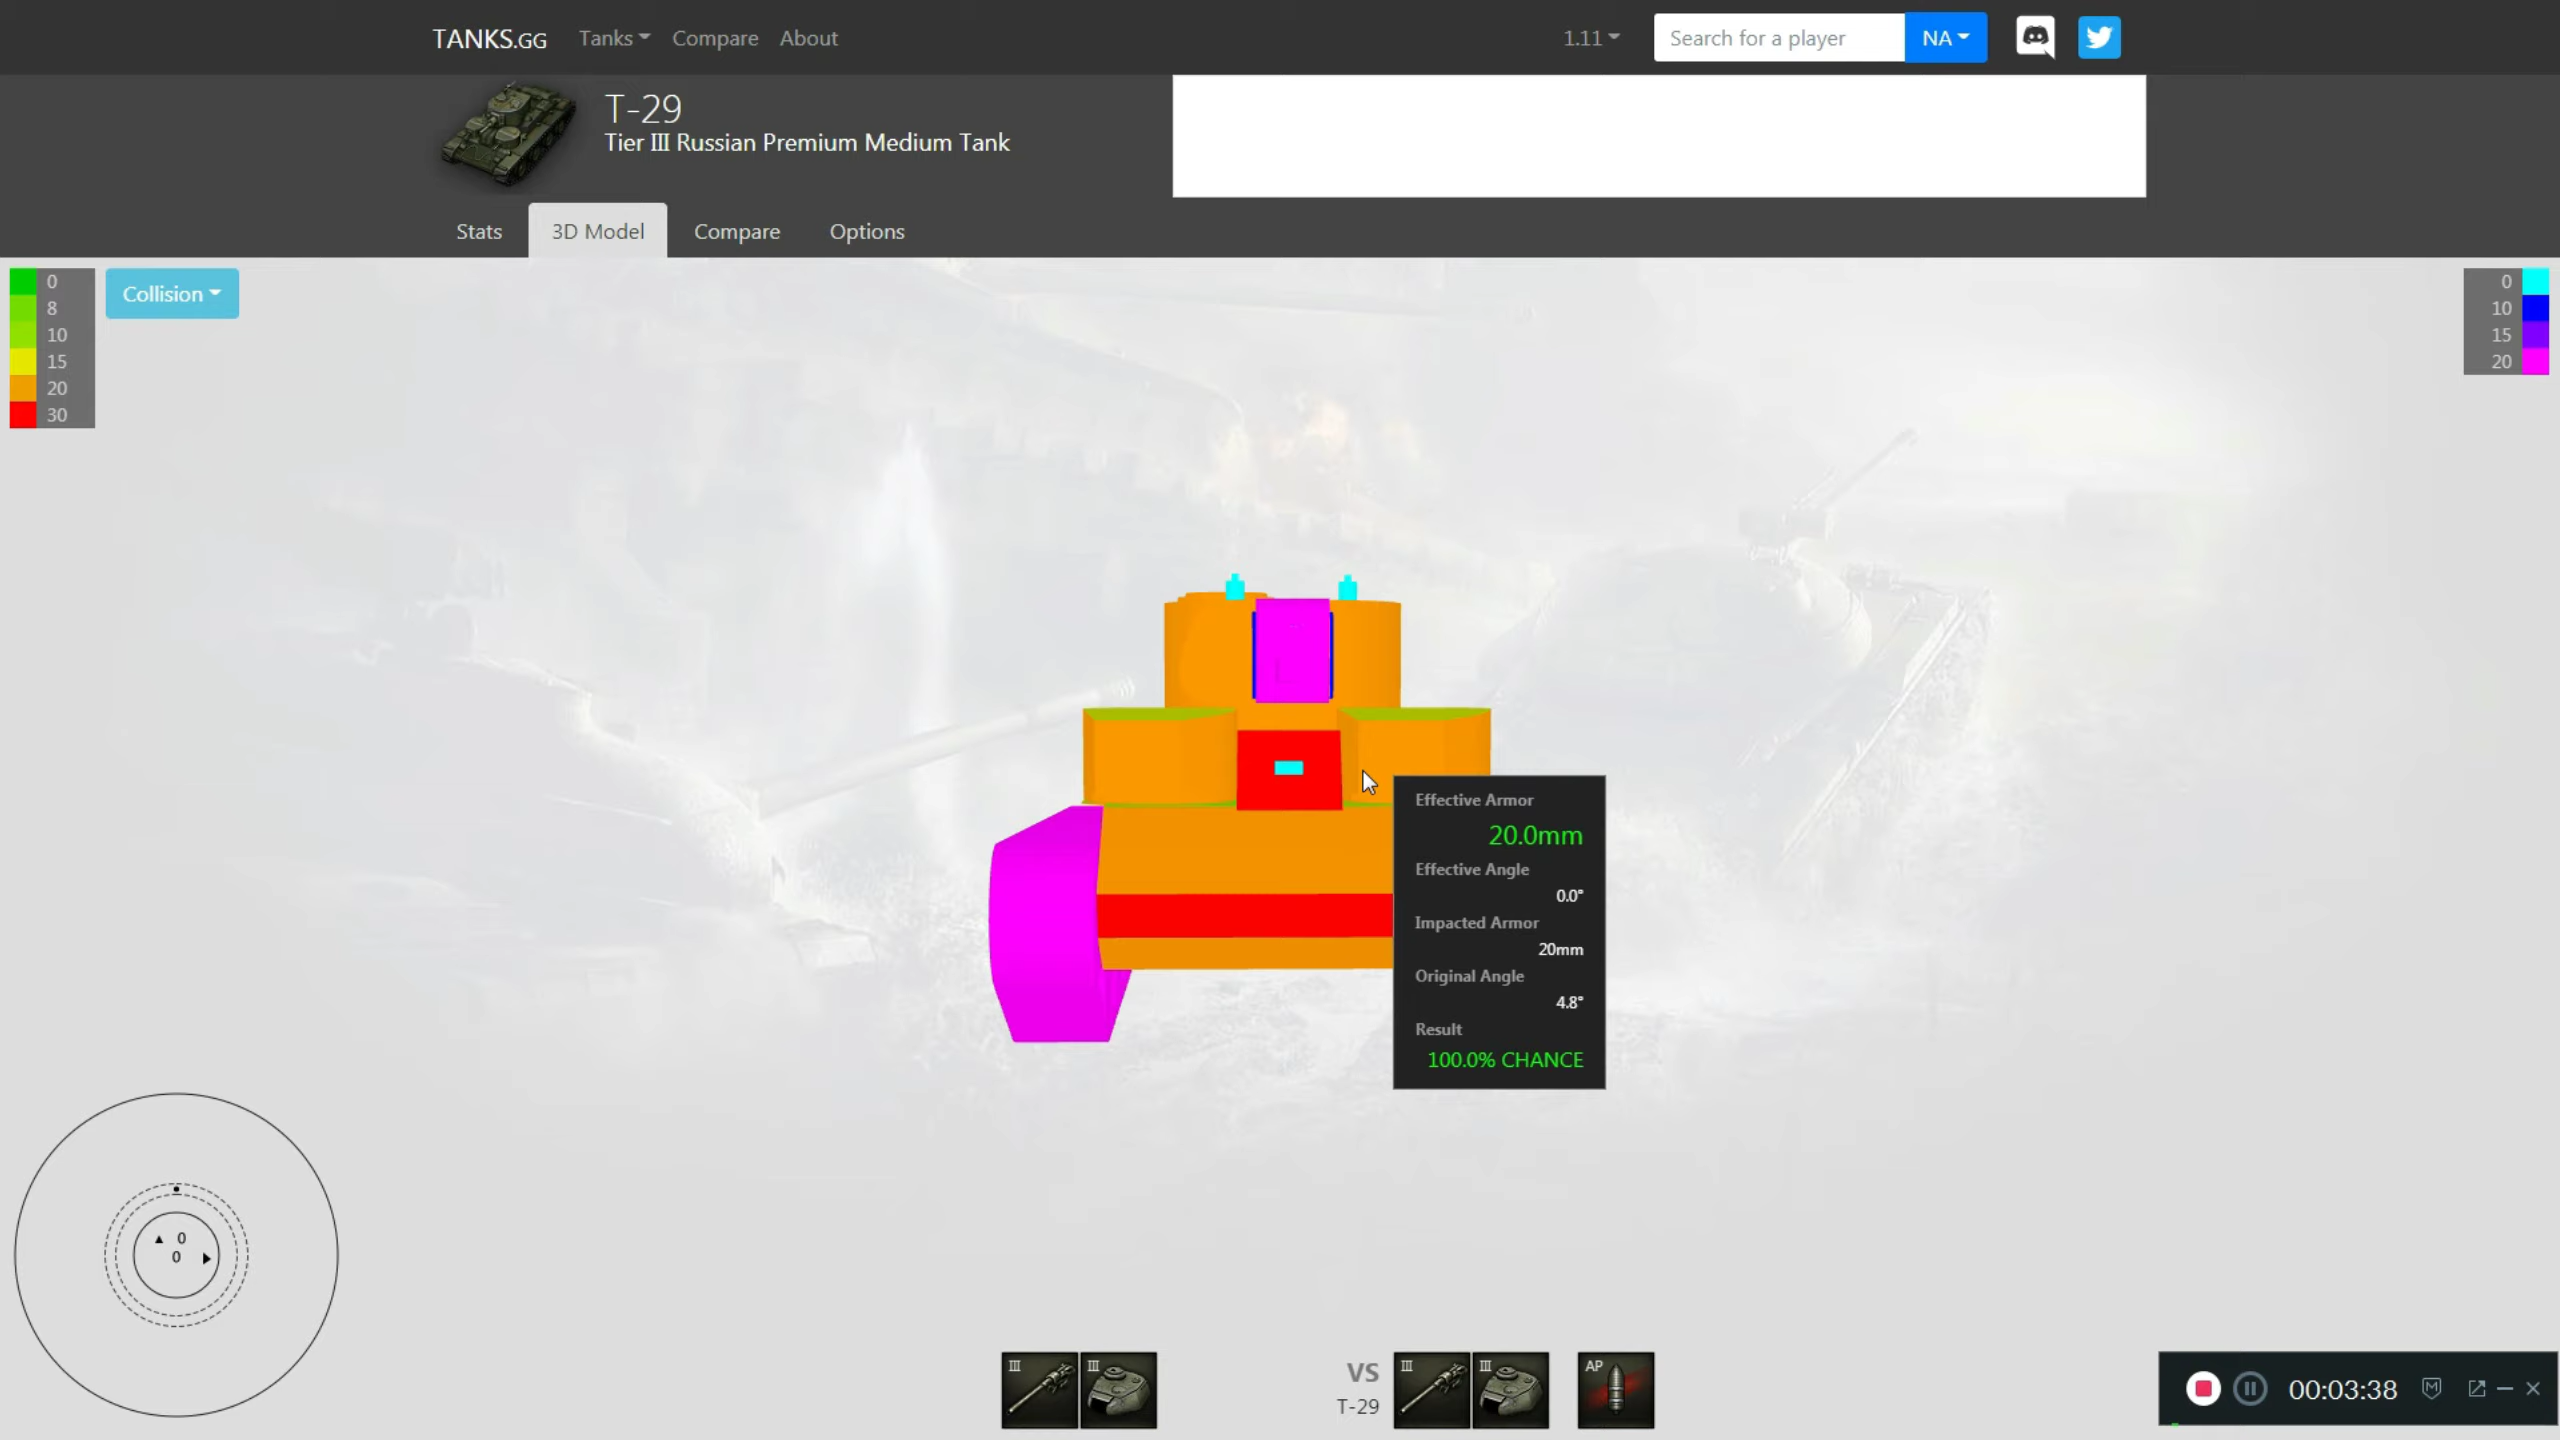 TANKS.GG
Tanks
Compare
About
1.11
Search for a player
NA
T-29
Tier III Russian Premium Medium Tank
Stats
3D Model
Compare
Options
0
8
10
15
20
30
Collision
0
10
15
20
Effective Armor
20.0mm
Effective Angle
0.0°
Impacted Armor
20mm
Original Angle
4.8°
Result
100.0% CHANCE
0
0
III
III
VS
T-29
III
III
AP
00:03:38